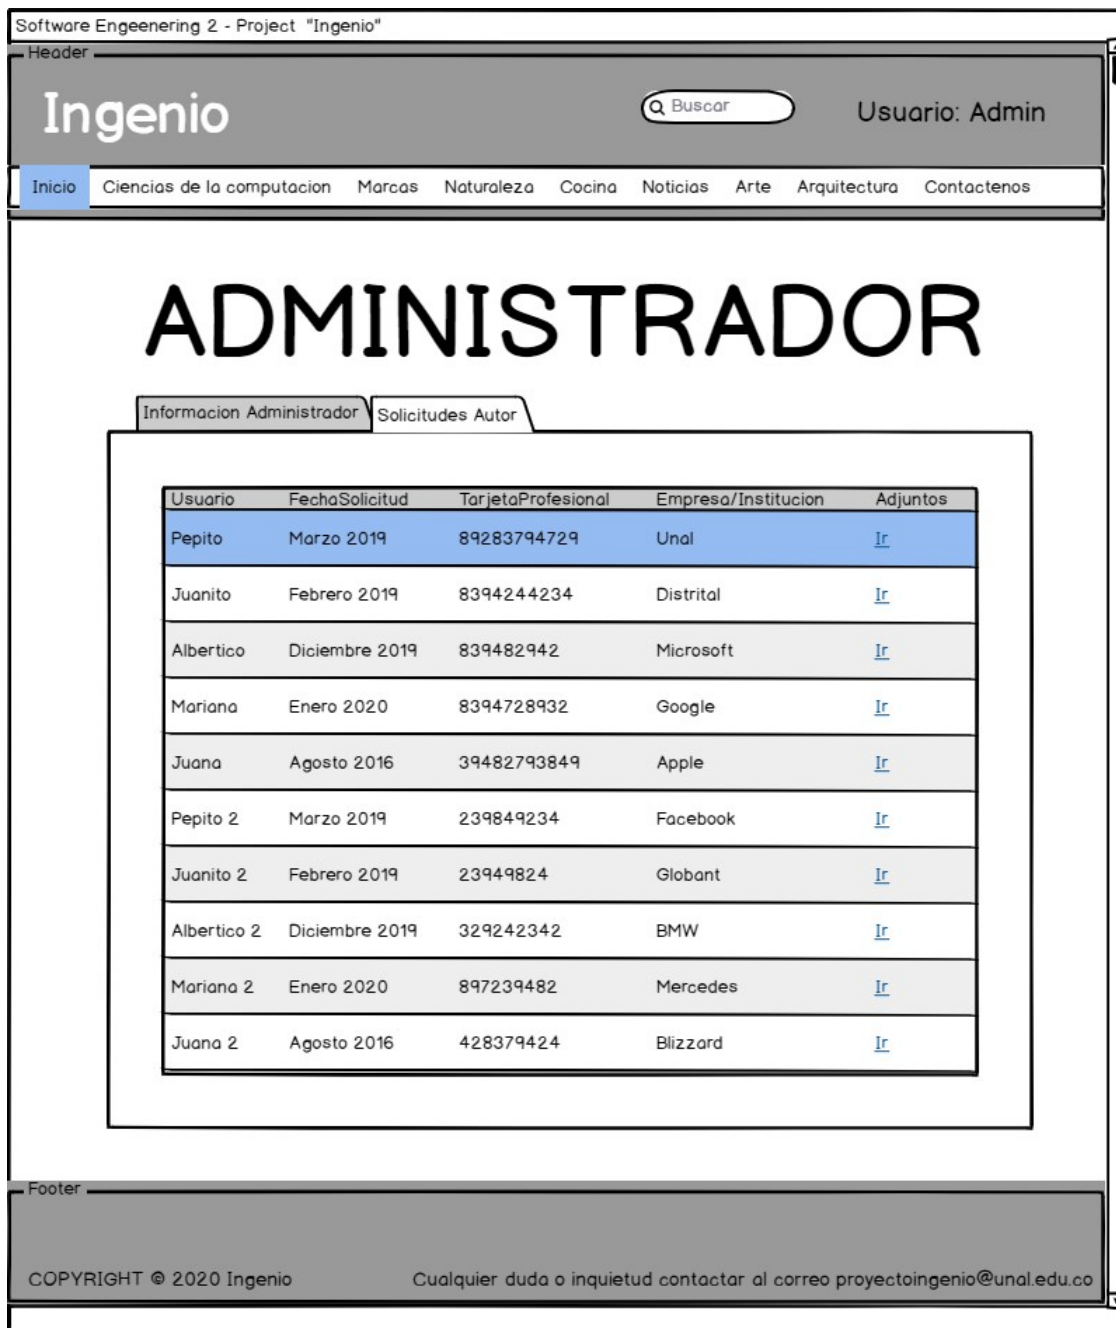 Software Engeenering 2 - Project "Ingenio"
Header
Ingenio
Buscar
Usuario: Admin
Inicio Ciencias de la computacion Marcas Naturaleza Cocina Noticias Arte Arquitectura Contactenos
ADMINISTRADOR
Informacion Administrador Solicitudes Autor
Usuario FechaSolicitud TarjetaProfesional Empresa/Institucion Adjuntos
Pepito Marzo 2019 89283794729 Unal Ir
Juanito Febrero 2019 8394244234 Distrital Ir
Albertico Diciembre 2019 839482942 Microsoft Ir
Mariana Enero 2020 8394728932 Google Ir
Juana Agosto 2016 39482793849 Apple Ir
Pepito 2 Marzo 2019 239849234 Facebook Ir
Juanito 2 Febrero 2019 23949824 Globant Ir
Albertico 2 Diciembre 2019 329242342 BMW Ir
Mariana 2 Enero 2020 897239482 Mercedes Ir
Juana 2 Agosto 2016 428379424 Blizzard Ir
Footer
COPYRIGHT © 2020 Ingenio Cualquier duda o inquietud contactar al correo proyectoingenio@unal.edu.co